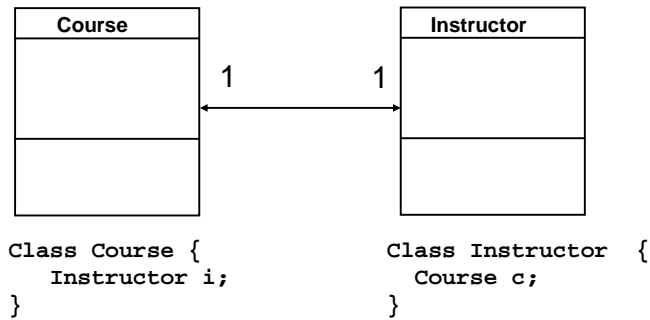 Course
Instructor
1 1
Class Course {
Instructor i;
}
Class Instructor {
Course c;
}